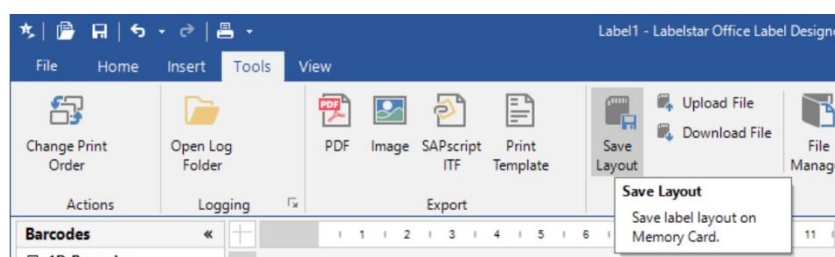 Label1 - Labelstar Office Label Designe
File Home Insert Tools View
Change Print Order
Open Log Folder
PDF
PDF
Image
SAPscript ITF
Print Template
Save Layout
Upload File
Download File
File Manag
Actions
Logging
Export
Save Layout
Save label layout on
Memory Card.
Barcodes «
1 2 3 4 5 6 11